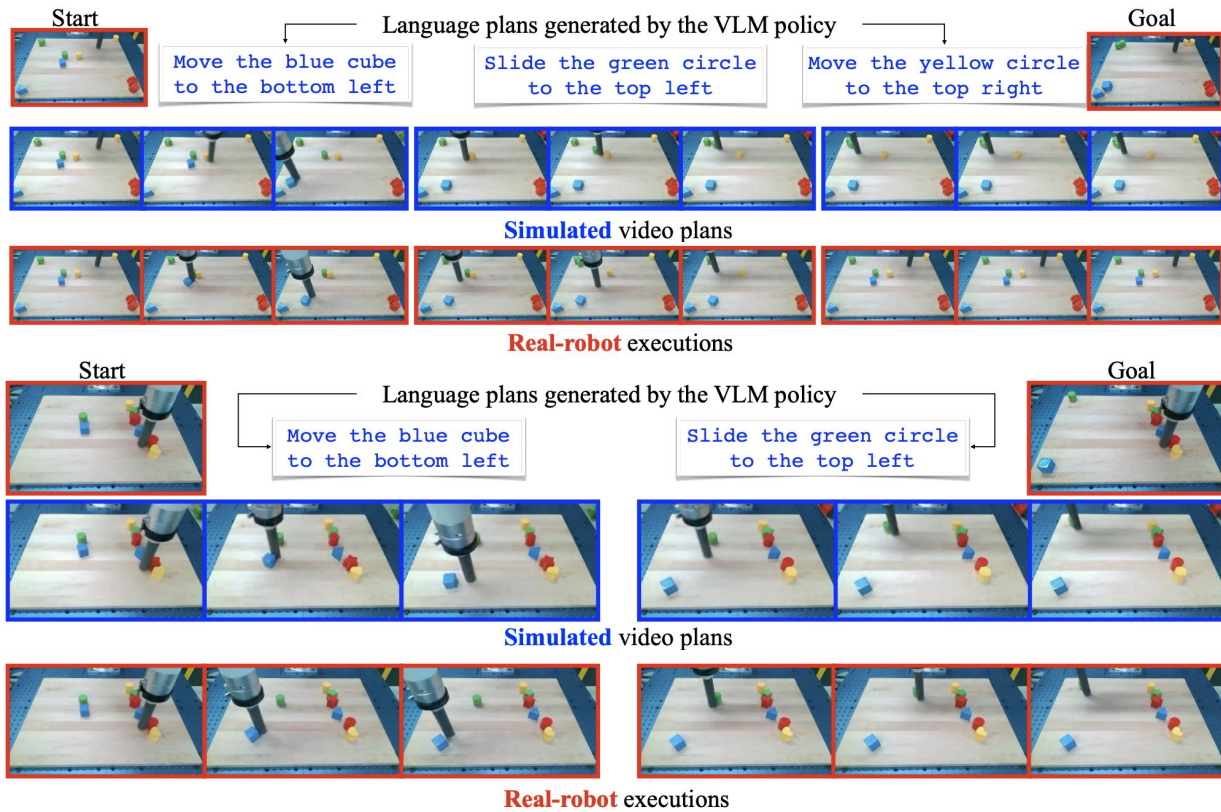 Start
Language plans generated by the VLM policy
Goal
Move the blue cube
to the bottom left
Slide the green circle
to the top left
Move the yellow circle
to the top right
Simulated video plans
Real-robot executions
Start
Language plans generated by the VLM policy
Goal
Move the blue cube
to the bottom left
Slide the green circle
to the top left
Simulated video plans
Real-robot executions